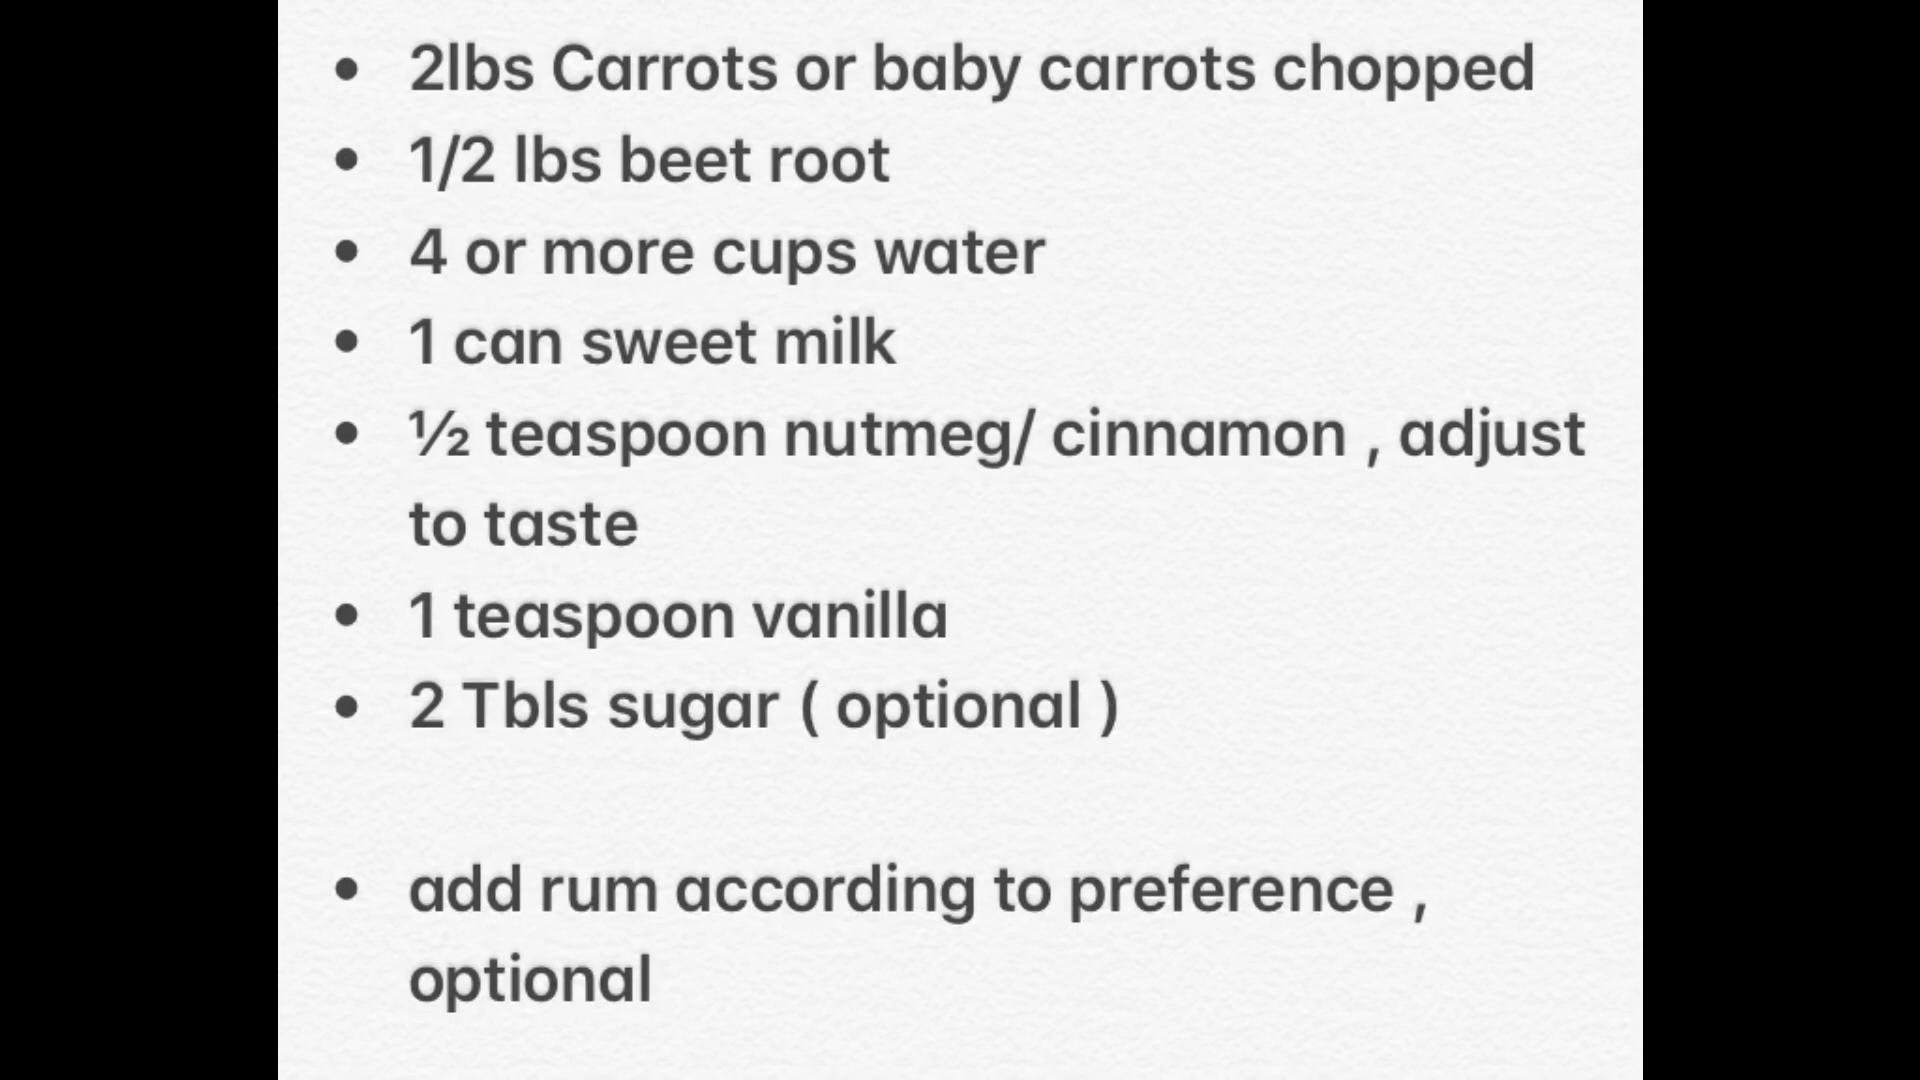 • 2lbs Carrots or baby carrots chopped
• 1/2 lbs beet root
• 4 or more cups water
• 1 can sweet milk
• ½ teaspoon nutmeg/ cinnamon , adjust
to taste
• 1 teaspoon vanilla
• 2 Tbls sugar ( optional )
• add rum according to preference ,
optional